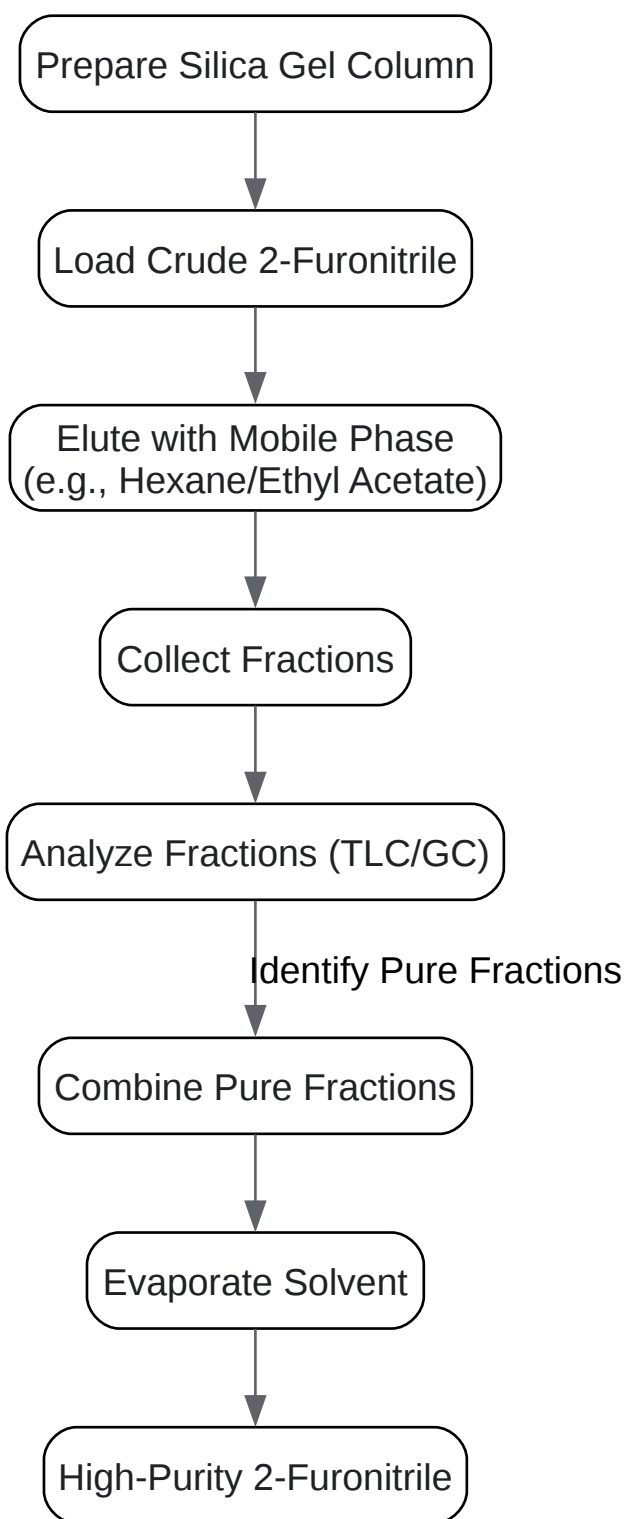 Prepare Silica Gel Column
Load Crude 2-Furonitrile
Elute with Mobile Phase
(e.g., Hexane/Ethyl Acetate)
Collect Fractions
Analyze Fractions (TLC/GC)
Identify Pure Fractions
Combine Pure Fractions
Evaporate Solvent
High-Purity 2-Furonitrile